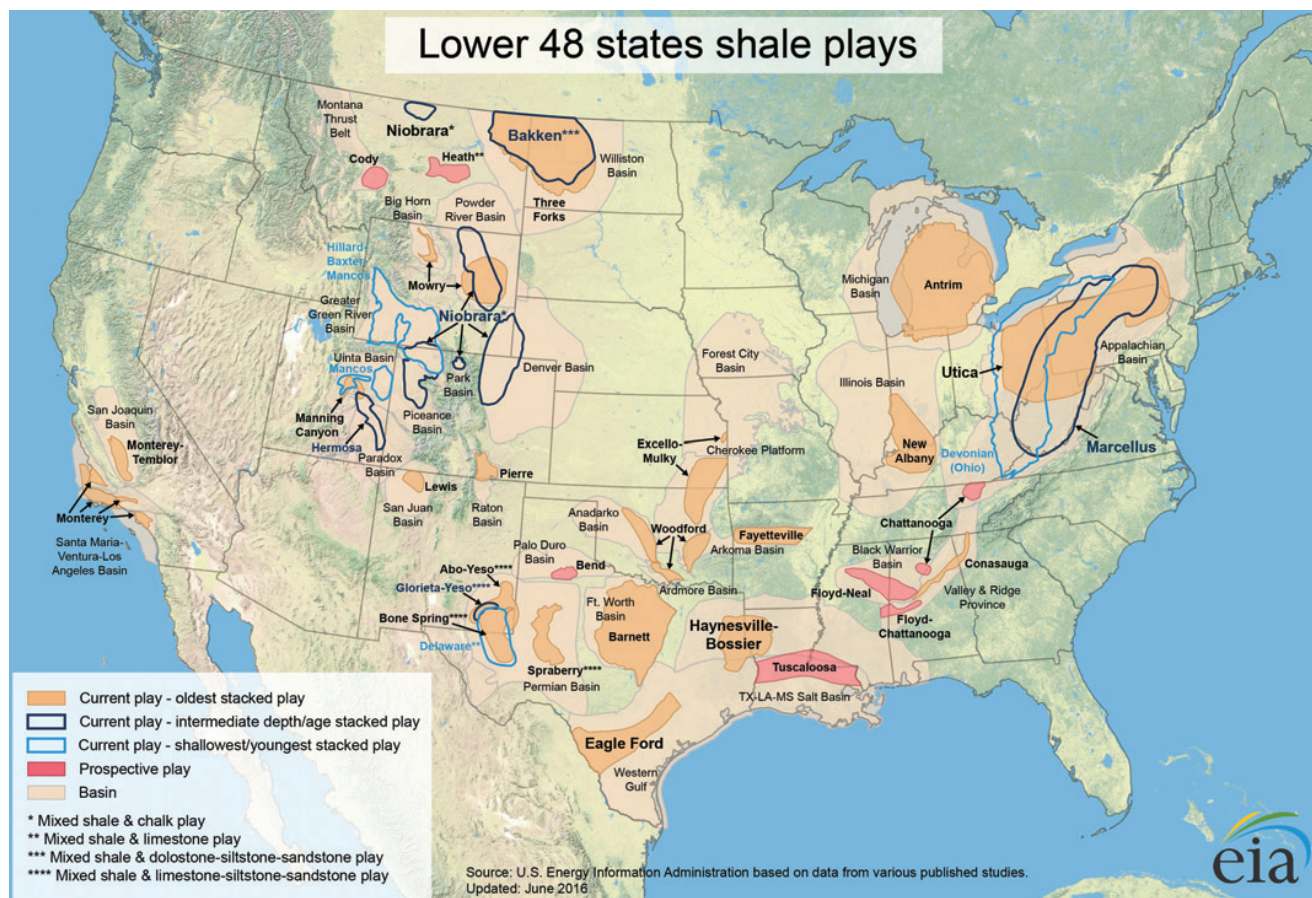 Lower 48 states shale plays
Montana
Thrust
Belt
Niobrara*
Bakken***
Cody
Heath**
Williston
Basin
Big Horn
Basin
Powder
River Basin
Three
Forks
Hillard-
Baxter-
Mancos
Mowry
Greater
Green River
Basin
Niobrara*
Michigan
Basin
Antrim
Uinta Basin
Mancos
Park
Basin
Denver Basin
Forest City
Basin
Illinois Basin
Utica
Appalachian
Basin
San Joaquin
Basin
Manning
Canyon
Piceance
Basin
Hermosa
Monterey-
Temblor
Paradox
Basin
Excello-
Mulky
Cherokee Platform
New
Albany
Devonian
(Ohio)
Marcellus
Lewis
Pierre
Monterey
San Juan
Basin
Raton
Basin
Anadarko
Basin
Woodford
Fayetteville
Chattanooga
Santa Maria-
Ventura-Los
Angeles Basin
Palo Duro
Basin
Arkoma Basin
Black Warrior
Basin
Abo-Yeso****
Bend
Conasauga
Glorieta-Yeso****
Ardmore Basin
Floyd-Neal
Valley & Ridge
Province
Bone Spring****
Ft. Worth
Basin
Floyd-
Chattanooga
Delaware**
Barnett
Haynesville-
Bossier
Spraberry****
Permian Basin
Tuscaloosa
TX-LA-MS Salt Basin
Eagle Ford
Western
Gulf
Current play - oldest stacked play
Current play - intermediate depth/age stacked play
Current play - shallowest/youngest stacked play
Prospective play
Basin
* Mixed shale & chalk play
** Mixed shale & limestone play
*** Mixed shale & dolostone-siltstone-sandstone play
**** Mixed shale & limestone-siltstone-sandstone play
Source: U.S. Energy Information Administration based on data from various published studies.
Updated: June 2016
eia